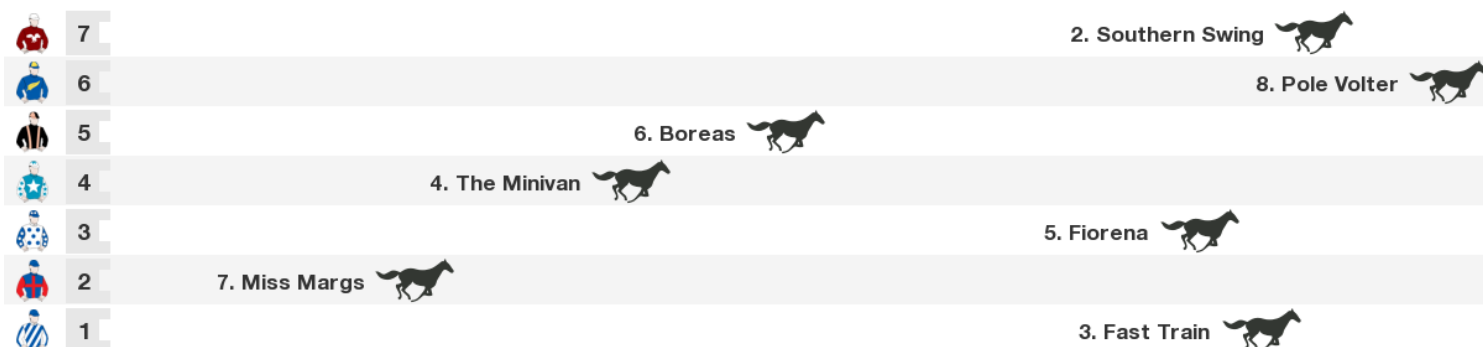 7 2. Southern Swing
6 8. Pole Volter
5 6. Boreas
4 4. The Minivan
3 5. Fiorena
2 7. Miss Margs
1 3. Fast Train